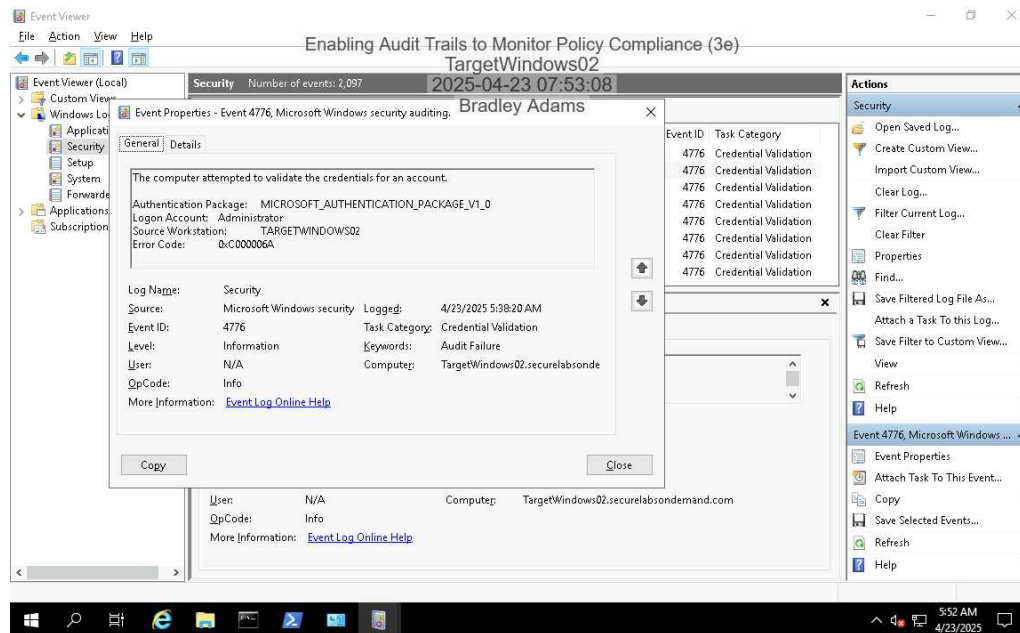 Event Viewer
File Action View Help
Enabling Audit Trails to Monitor Policy Compliance (3e)
TargetWindows02
2025-04-23 07:53:08
Bradley Adams
Event Viewer (Local)
Custom Views
Windows Lo
Applicati
Security
Setup
System
Forwarde
Applications
Subscription
Security Number of events: 2,097
Event ID Task Category
4776 Credential Validation
4776 Credential Validation
4776 Credential Validation
4776 Credential Validation
4776 Credential Validation
4776 Credential Validation
4776 Credential Validation
4776 Credential Validation
Event Properties - Event 4776, Microsoft Windows security auditing.
General Details
The computer attempted to validate the credentials for an account.
Authentication Package: MICROSOFT_AUTHENTICATION_PACKAGE_V1_0
Logon Account: Administrator
Source Workstation: TARGETWINDOWS02
Error Code: 0xC000006A
Log Name: Security
Source: Microsoft Windows security Logged: 4/23/2025 5:38:20 AM
Event ID: 4776 Task Category: Credential Validation
Level: Information Keywords: Audit Failure
User: N/A Computer: TargetWindows02.securelabsonde
OpCode: Info
More Information: Event Log Online Help
Copy Close
User: N/A Computer: TargetWindows02.securelabsondemand.com
OpCode: Info
More Information: Event Log Online Help
Actions
Security
Open Saved Log...
Create Custom View...
Import Custom View...
Clear Log...
Filter Current Log...
Clear Filter
Properties
Find...
Save Filtered Log File As...
Attach a Task To this Log...
Save Filter to Custom View...
View
Refresh
Help
Event 4776, Microsoft Windows ...
Event Properties
Attach Task To This Event...
Copy
Save Selected Events...
Refresh
Help
5:52 AM
4/23/2025